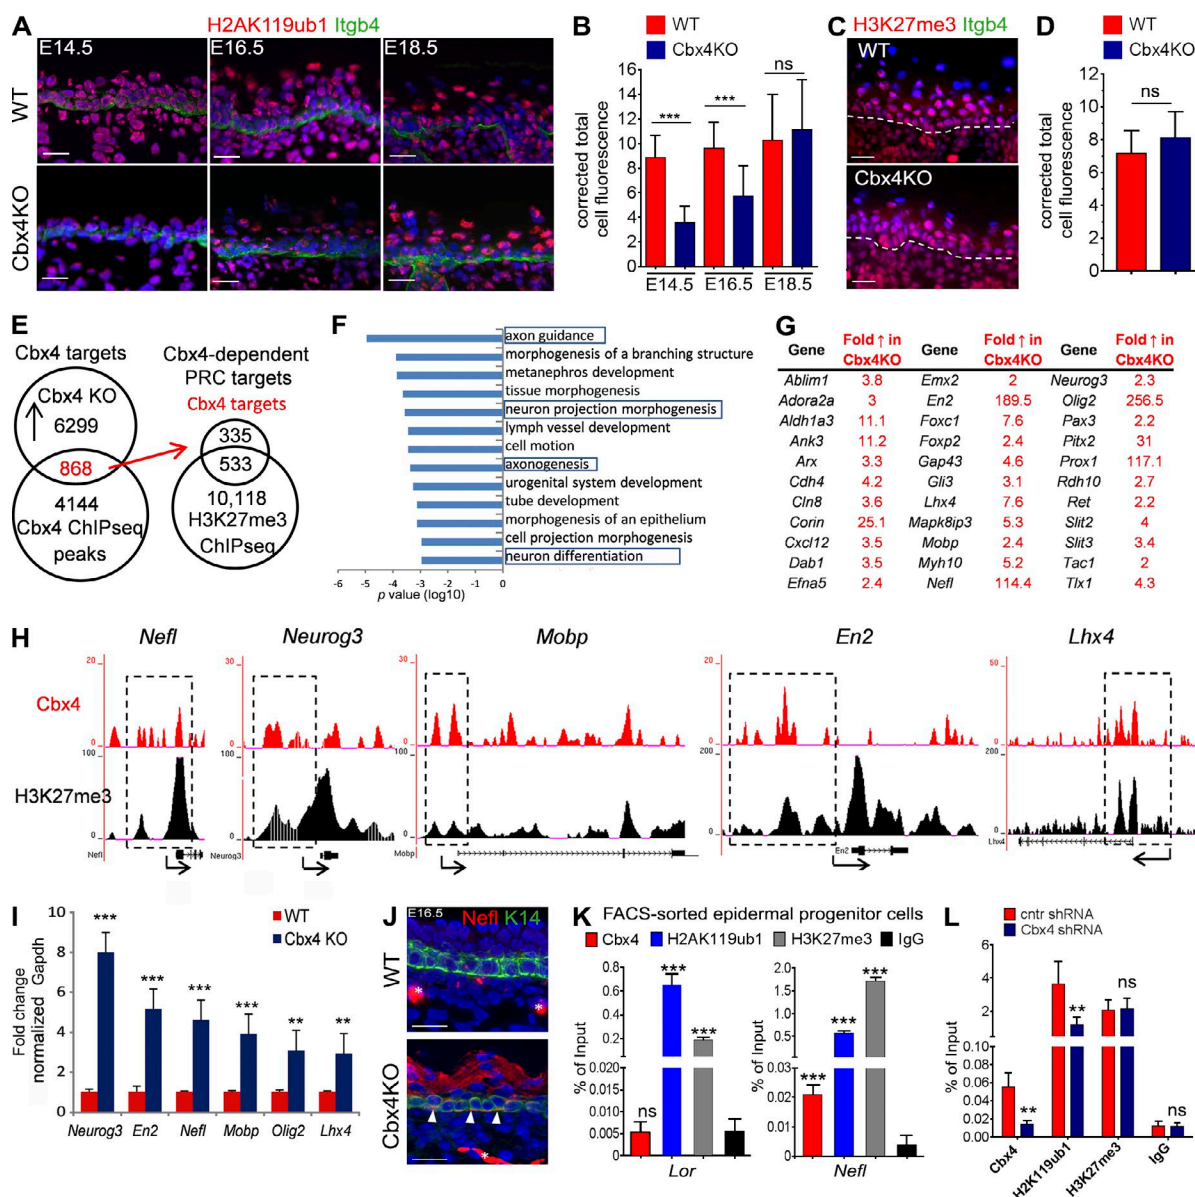 A
H2AK119ub1 Itgb4
E14.5
E16.5
E18.5
WT
Cbx4KO
B
WT
Cbx4KO
corrected total
cell fluorescence
16
14
12
10
8
6
4
2
0
***
***
ns
E14.5 E16.5 E18.5
C
H3K27me3 Itgb4
WT
Cbx4KO
D
WT
Cbx4KO
corrected total
cell fluorescence
12
10
8
6
4
2
0
ns
E
Cbx4 targets
Cbx4 KO
6299
868
4144
Cbx4 ChIPseq
peaks
Cbx4-dependent
PRC targets
Cbx4 targets
335
533
10,118
H3K27me3
ChIPseq
F
axon guidance
morphogenesis of a branching structure
metanephros development
tissue morphogenesis
neuron projection morphogenesis
lymph vessel development
cell motion
axonogenesis
urogenital system development
tube development
morphogenesis of an epithelium
cell projection morphogenesis
neuron differentiation
-6 -5 -4 -3 -2 -1 0
p value (log10)
G
Gene Fold ↑ in Cbx4KO Gene Fold ↑ in Cbx4KO Gene Fold ↑ in Cbx4KO
Ablim1 3.8 Emx2 2 Neurog3 2.3
Adora2a 3 En2 189.5 Olig2 256.5
Aldh1a3 11.1 Foxc1 7.6 Pax3 2.2
Ank3 11.2 Foxp2 2.4 Pitx2 31
Arx 3.3 Gap43 4.6 Prox1 117.1
Cdh4 4.2 Gli3 3.1 Rdh10 2.7
Cln8 3.6 Lhx4 7.6 Ret 2.2
Corin 25.1 Mapk8ip3 5.3 Slit2 4
Cxcl12 3.5 Mobp 2.4 Slit3 3.4
Dab1 3.5 Myh10 5.2 Tac1 2
Efna5 2.4 Nefl 114.4 Tlx1 4.3
H
Nefl Neurog3 Mobp En2 Lhx4
Cbx4
20 30 20 20 50
0 0 0 0 0
H3K27me3
100 100 100 200 200
0 0 0 0 0
Nefl Neurog3 Mobp En2 Lhx4
I
WT
Cbx4 KO
Fold change
normalized Gapdh
10
8
6
4
2
0
*** *** *** *** ** **
Neurog3 En2 Nefl Mobp Olig2 Lhx4
J
E16.5
Nefl K14
WT
*
*
Cbx4KO
*
K
FACS-sorted epidermal progenitor cells
Cbx4 H2AK119ub1 H3K27me3 IgG
% of Input
0.8
0.6
0.4
0.2
0.020
0.015
0.010
0.005
0.000
ns *** ***
Lor
% of Input
2.0
1.5
1.0
0.5
0.0
0.04
0.03
0.02
0.01
0.00
*** *** ***
Nefl
L
cntr shRNA
Cbx4 shRNA
% of Input
6
4
2
0
0.10
0.08
0.06
0.04
0.02
0.00
** ** ns ns
Cbx4 H2K119ub1 H3K27me3 IgG